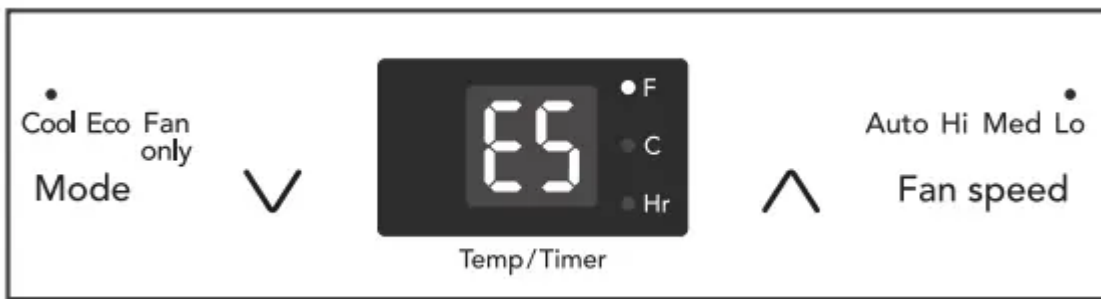 F
Cool Eco Fan only
ES
C
Auto Hi Med Lo
Mode
Hr
Fan speed
Temp/Timer